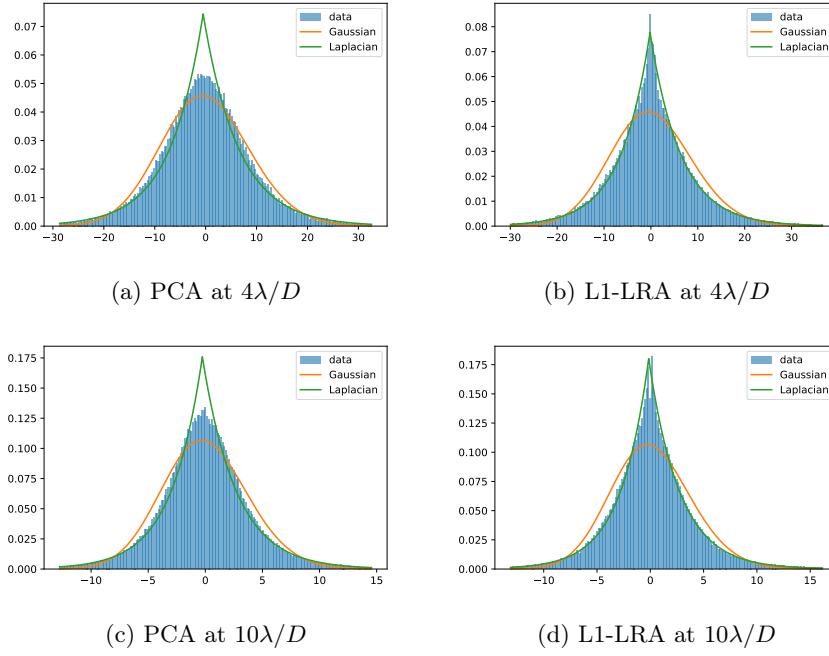 0.07
0.06
0.05
0.04
0.03
0.02
0.01
0.00
−30 −20 −10 0 10 20 30
data
Gaussian
Laplacian
(a) PCA at 4λ/D
0.08
0.07
0.06
0.05
0.04
0.03
0.02
0.01
0.00
−30 −20 −10 0 10 20 30
data
Gaussian
Laplacian
(b) L1-LRA at 4λ/D
0.175
0.150
0.125
0.100
0.075
0.050
0.025
0.000
−10 −5 0 5 10 15
data
Gaussian
Laplacian
(c) PCA at 10λ/D
0.175
0.150
0.125
0.100
0.075
0.050
0.025
0.000
−10 −5 0 5 10 15
data
Gaussian
Laplacian
(d) L1-LRA at 10λ/D